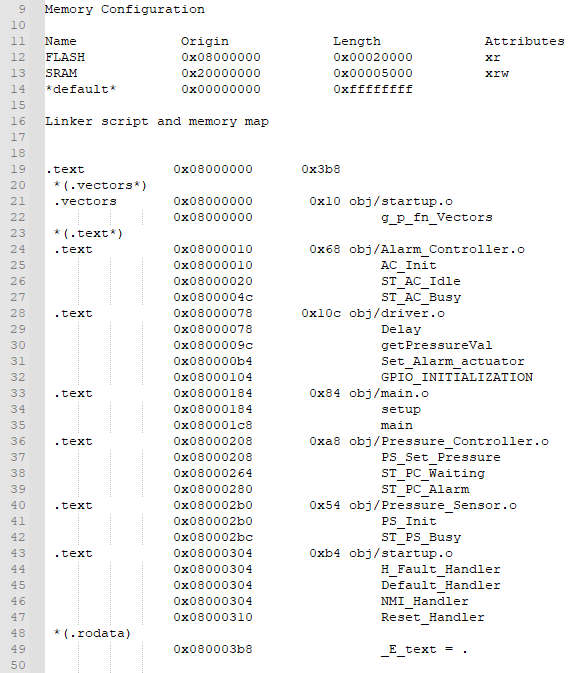 9 Memory Configuration
10
11 Name Origin Length Attributes
12 FLASH 0x08000000 0x00020000 xr
13 SRAM 0x20000000 0x00005000 xrw
14 *default* 0x00000000 0xffffffff
15
16 Linker script and memory map
17
18
19 .text 0x08000000 0x3b8
20 *(.vectors*)
21 .vectors 0x08000000 0x10 obj/startup.o
22 0x08000000 g_p_fn_Vectors
23 *(.text*)
24 .text 0x08000010 0x68 obj/Alarm_Controller.o
25 0x08000010 AC_Init
26 0x08000020 ST_AC_Idle
27 0x0800004c ST_AC_Busy
28 .text 0x08000078 0x10c obj/driver.o
29 0x08000078 Delay
30 0x0800009c getPressureVal
31 0x080000b4 Set_Alarm_actuator
32 0x08000104 GPIO_INITIALIZATION
33 .text 0x08000184 0x84 obj/main.o
34 0x08000184 setup
35 0x080001c8 main
36 .text 0x08000208 0xa8 obj/Pressure_Controller.o
37 0x08000208 PS_Set_Pressure
38 0x08000264 ST_PC_Waiting
39 0x08000280 ST_PC_Alarm
40 .text 0x080002b0 0x54 obj/Pressure_Sensor.o
41 0x080002b0 PS_Init
42 0x080002bc ST_PS_Busy
43 .text 0x08000304 0xb4 obj/startup.o
44 0x08000304 H_Fault_Handler
45 0x08000304 Default_Handler
46 0x08000304 NMI_Handler
47 0x08000310 Reset_Handler
48 *(.rodata)
49 0x080003b8 _E_text = .
50